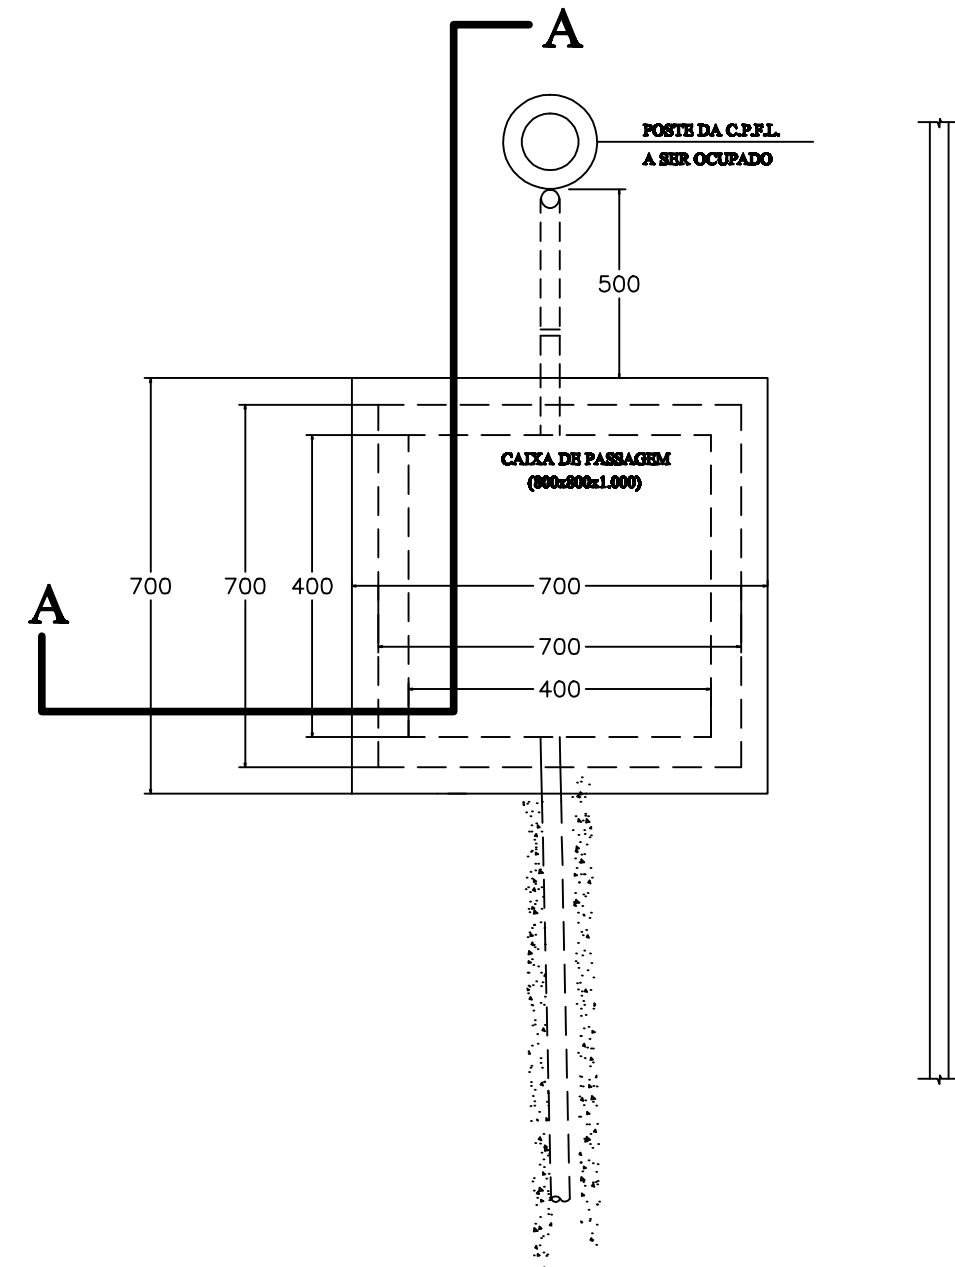 A
POSTE DA C.P.F.L.
A SER OCUPADO
500
CAIXA DE PASSAGEM
(800x800x1.000)
700
700
400
700
A
700
400